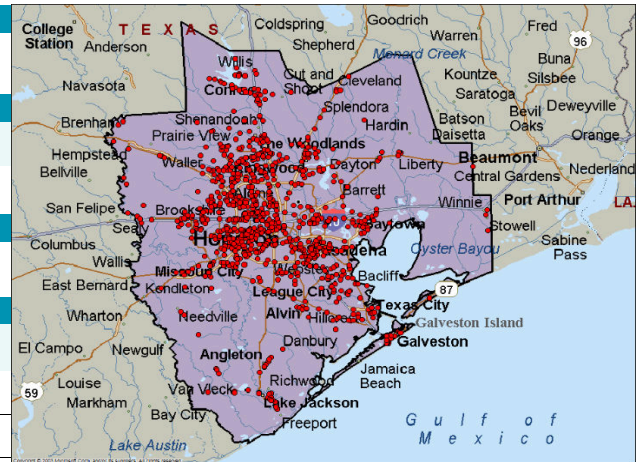 College
Station
T E X A S
Coldspring
Goodrich
Fred
Anderson
Shepherd
Warren
96
Willis
Menard Creek
Buna
Navasota
Cut and
Shoot
Cleveland
Kountze
Silsbee
Saratoga
Splendora
Bevil
Oaks
Deweyville
Brenham
Shenandoah
Hardin
Batson
Daisetta
Prairie View
The Woodlands
Orange
Hempstead
Waller
Dayton
Liberty
Beaumont
Bellville
Central Gardens
Nederland
Barrett
San Felipe
Brookshire
Winnie
Port Arthur
LA.
Sealy
Baytown
Stowell
Columbus
Houston
Pasadena
Oyster Bayou
Sabine
Pass
Wallis
Missouri City
Webster
Bacliff
East Bernard
Kendleton
League City
87
Texas City
Wharton
Needville
Alvin
Hillcrest
Galveston Island
El Campo
Newgulf
Danbury
Galveston
Angleton
Jamaica
Beach
59
Louise
Van Vleck
Richwood
Markham
Lake Jackson
Bay City
Freeport
Gulf of
Mexico
Lake Austin